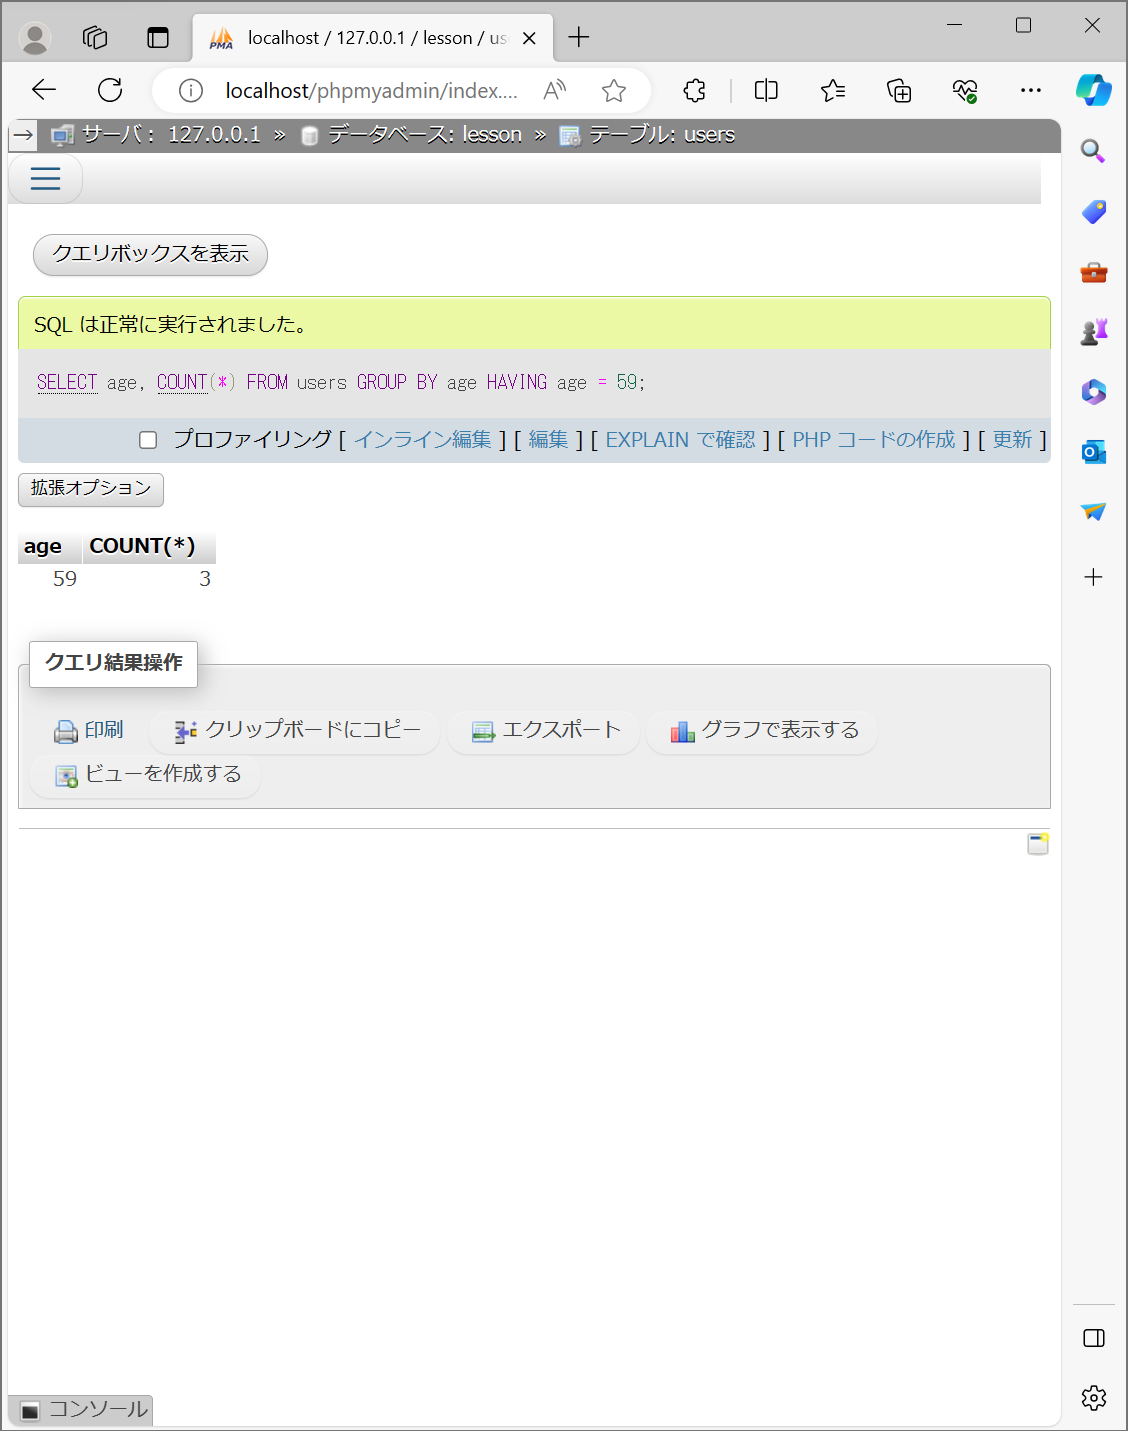 localhost / 127.0.0.1 / lesson / us
localhost/phpmyadmin/index....
サーバ： 127.0.0.1 » データベース: lesson » テーブル: users
クエリボックスを表示
SQL は正常に実行されました。
SELECT age, COUNT(*) FROM users GROUP BY age HAVING age = 59;
プロファイリング [ インライン編集 ] [ 編集 ] [ EXPLAIN で確認 ] [ PHP コードの作成 ] [ 更新 ]
拡張オプション
age COUNT(*)
59 3
クエリ結果操作
印刷 クリップボードにコピー エクスポート グラフで表示する
ビューを作成する
コンソール